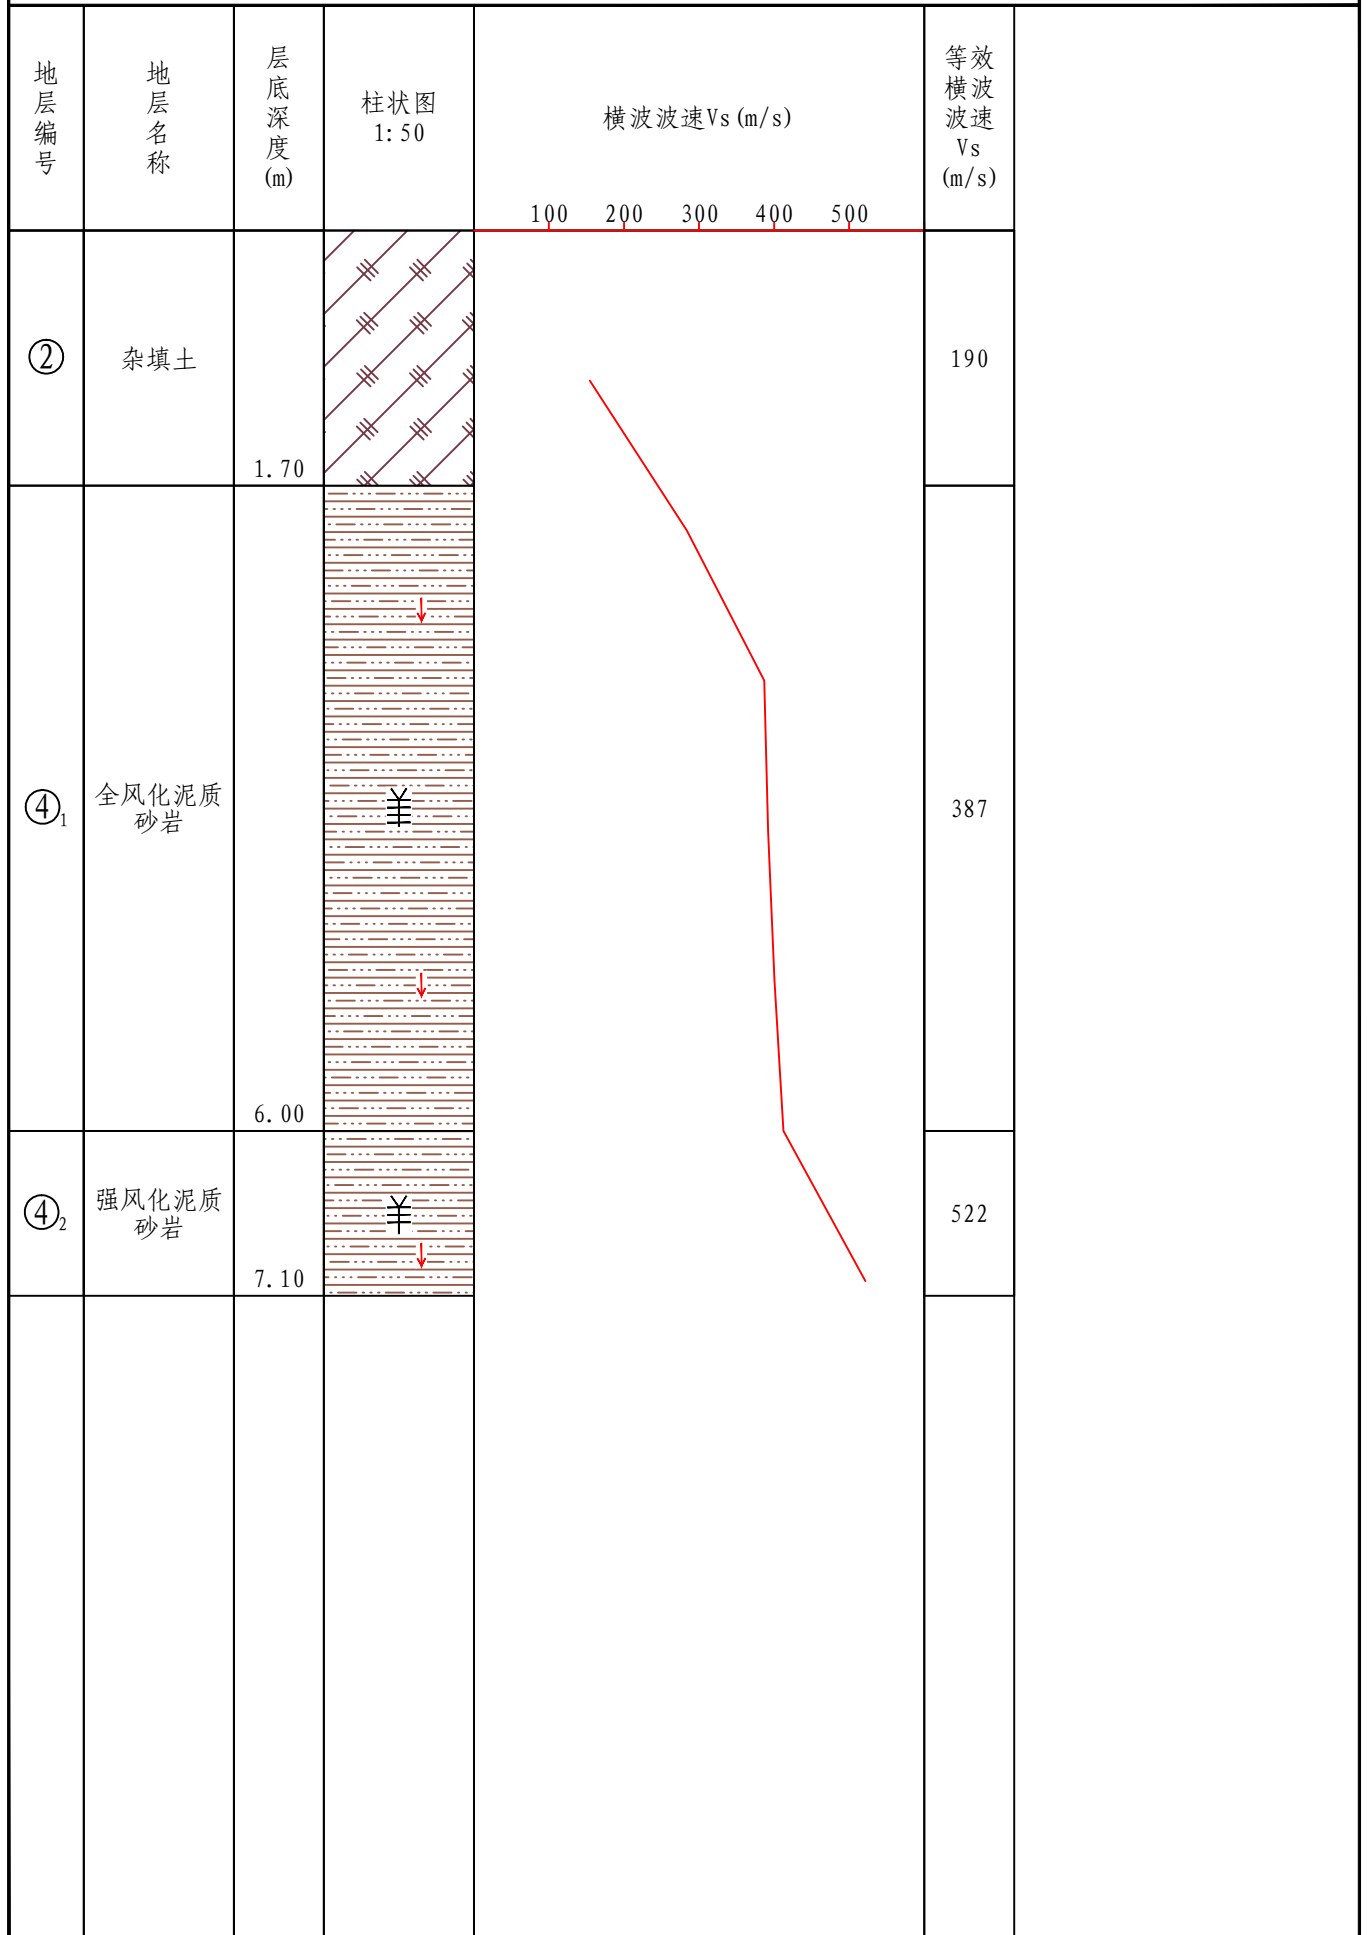 地层编号
地层名称
层底深度(m)
柱状图
1:50
横波波速Vs(m/s)
等效
横波
波速
Vs
(m/s)
100 200 300 400 500
②
杂填土
1.70
190
④1
全风化泥质
砂岩
6.00
387
④2
强风化泥质
砂岩
7.10
522